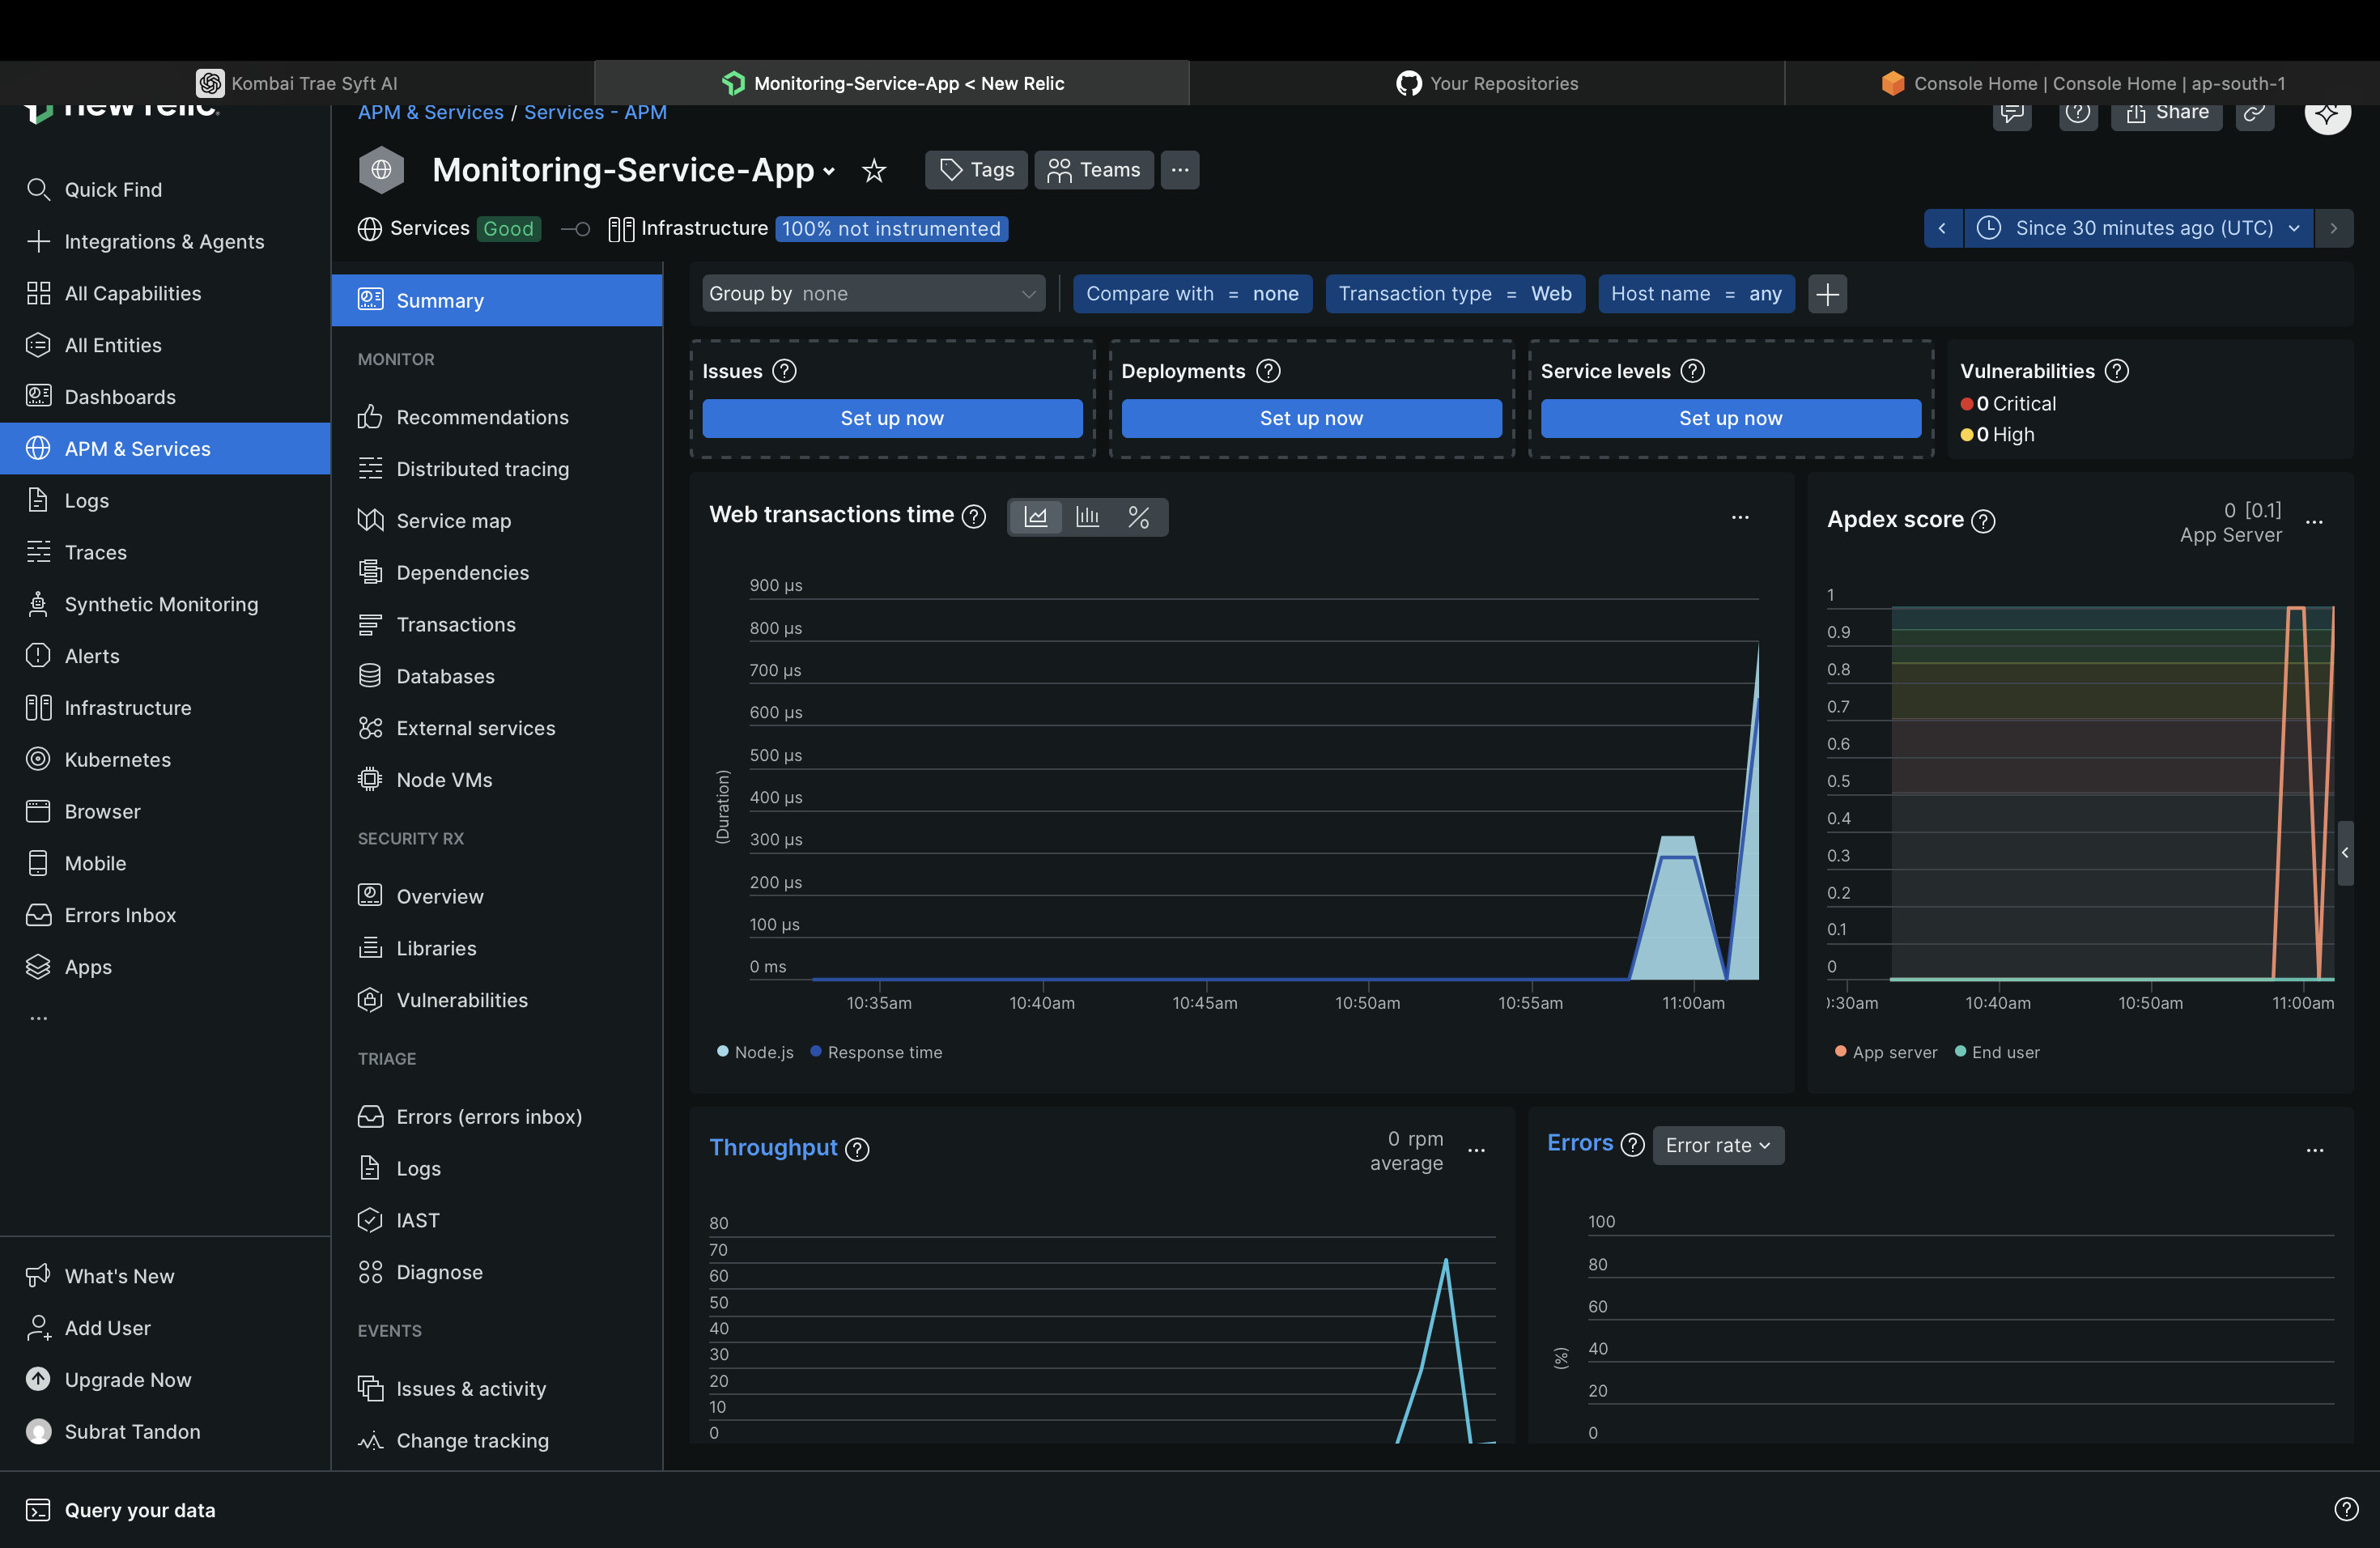 Kombai Trae Syft AI
Monitoring-Service-App < New Relic
Your Repositories
Console Home | Console Home | ap-south-1
new relic
APM & Services / Services - APM
Share
Monitoring-Service-App
Tags
Teams
Services Good
Infrastructure 100% not instrumented
Since 30 minutes ago (UTC)
Quick Find
Integrations & Agents
All Capabilities
All Entities
Dashboards
APM & Services
Logs
Traces
Synthetic Monitoring
Alerts
Infrastructure
Kubernetes
Browser
Mobile
Errors Inbox
Apps
...
What's New
Add User
Upgrade Now
Subrat Tandon
Summary
MONITOR
Recommendations
Distributed tracing
Service map
Dependencies
Transactions
Databases
External services
Node VMs
SECURITY RX
Overview
Libraries
Vulnerabilities
TRIAGE
Errors (errors inbox)
Logs
IAST
Diagnose
EVENTS
Issues & activity
Change tracking
Group by none
Compare with = none
Transaction type = Web
Host name = any
Issues
Set up now
Deployments
Set up now
Service levels
Set up now
Vulnerabilities
0 Critical
0 High
Web transactions time
900 µs
800 µs
700 µs
600 µs
500 µs
400 µs
300 µs
200 µs
100 µs
0 ms
(Duration)
10:35am
10:40am
10:45am
10:50am
10:55am
11:00am
Node.js
Response time
Apdex score
0 [0.1]
App Server
1
0.9
0.8
0.7
0.6
0.5
0.4
0.3
0.2
0.1
0
):30am
10:40am
10:50am
11:00am
App server
End user
Throughput
0 rpm
average
80
70
60
50
40
30
20
10
0
Errors
Error rate
100
80
60
40
20
0
(%)
Query your data